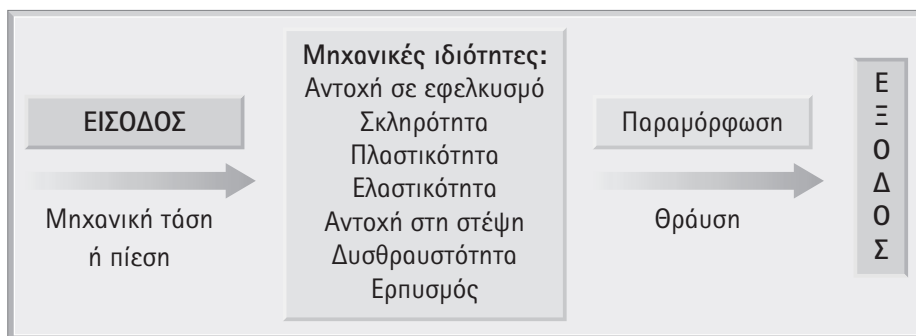 ΕΙΣΟΔΟΣ
Μηχανική τάση
ή πίεση
Μηχανικές ιδιότητες:
Αντοχή σε εφελκυσμό
Σκληρότητα
Πλαστικότητα
Ελαστικότητα
Αντοχή στη στέψη
Δυσθραυστότητα
Ερπυσμός
Παραμόρφωση
Θράυση
Ε
Ξ
Ο
Δ
Ο
Σ